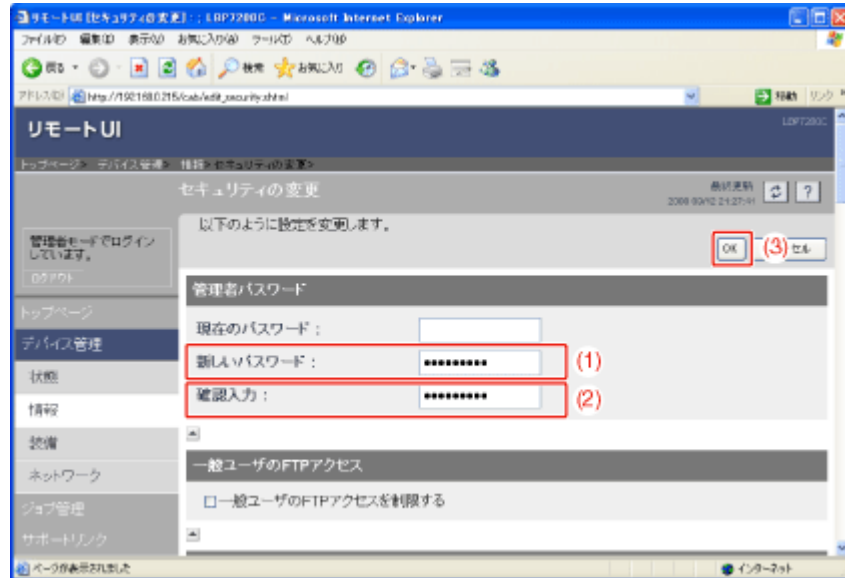 リモートUI [セキュリティの変更] : ; LBP7200C - Microsoft Internet Explorer
ファイル(F) 編集(E) 表示(V) お気に入り(A) ツール(T) ヘルプ(H)
戻る 検索 お気に入り
アドレス(D) 移動 リンク
リモートUI
LBP7200C
トップページ> デバイス管理> 情報> セキュリティの変更>
セキュリティの変更
最終更新
以下のように設定を変更します。
管理者モードでログイン
しています。
ログアウト
OK
(3)
セル
管理者パスワード
トップページ
現在のパスワード :
デバイス管理
新しいパスワード :
(1)
状態
確認入力 :
(2)
情報
装備
一般ユーザのFTPアクセス
ネットワーク
一般ユーザのFTPアクセスを制限する
ジョブ管理
サポートリンク
ページが表示されました
インターネット